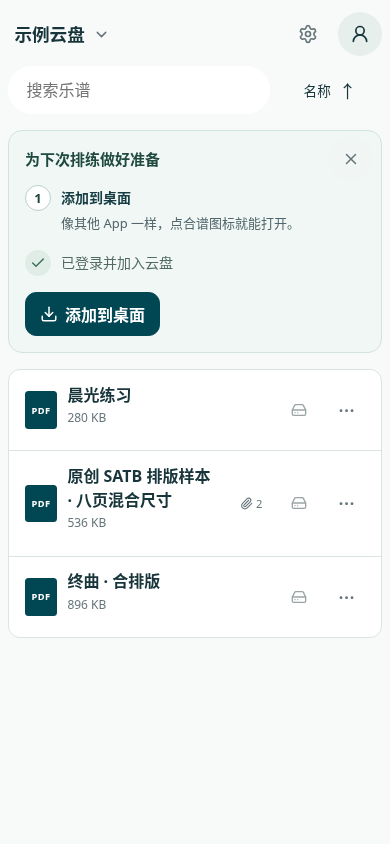 示例云盘
搜索乐谱
名称
为下次排练做好准备
1 添加到桌面
像其他 App 一样，点合谱图标就能打开。
已登录并加入云盘
添加到桌面
PDF 晨光练习
280 KB
原创 SATB 排版样本
PDF · 八页混合尺寸 2
536 KB
PDF 终曲 · 合排版
896 KB